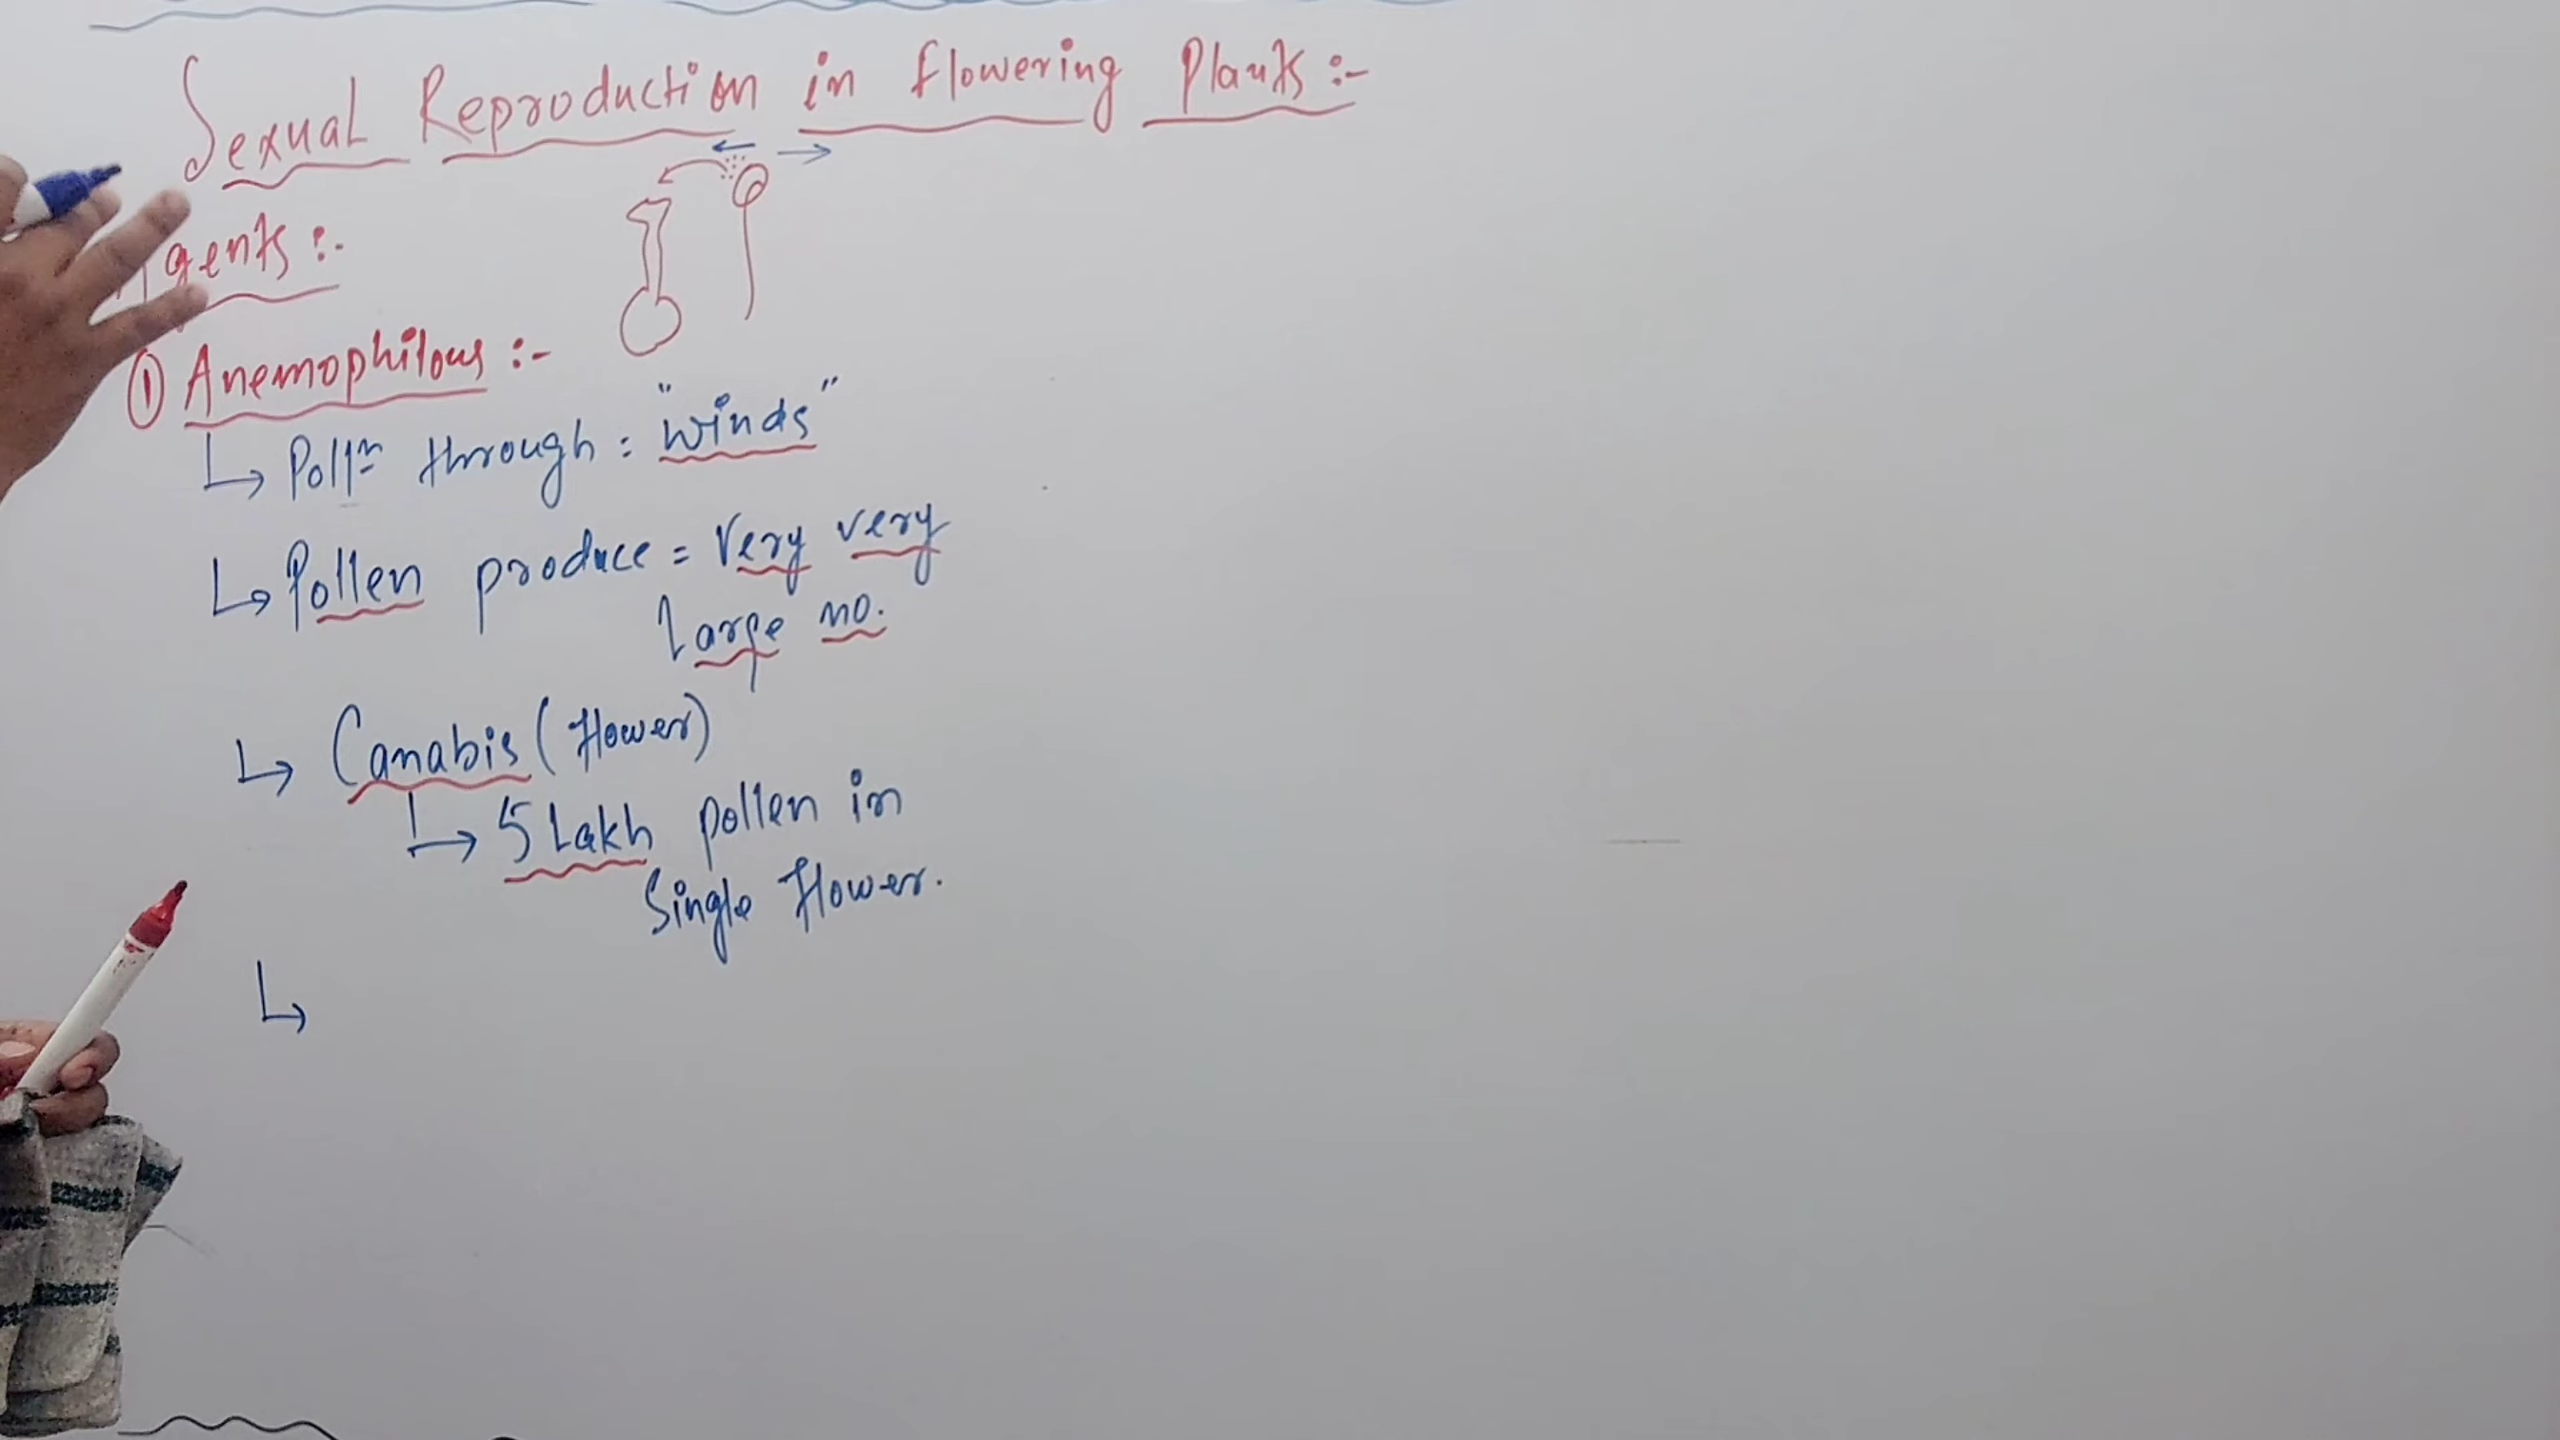 Sexual Reproduction in flowering Plants :-
Agents :-
① Anemophilous :-
↳ Pollⁿ through : "winds"
↳ Pollen produce = Very very
Large no.
↳ Canabis (flower)
↳ 5 Lakh pollen in
Single flower.
↳